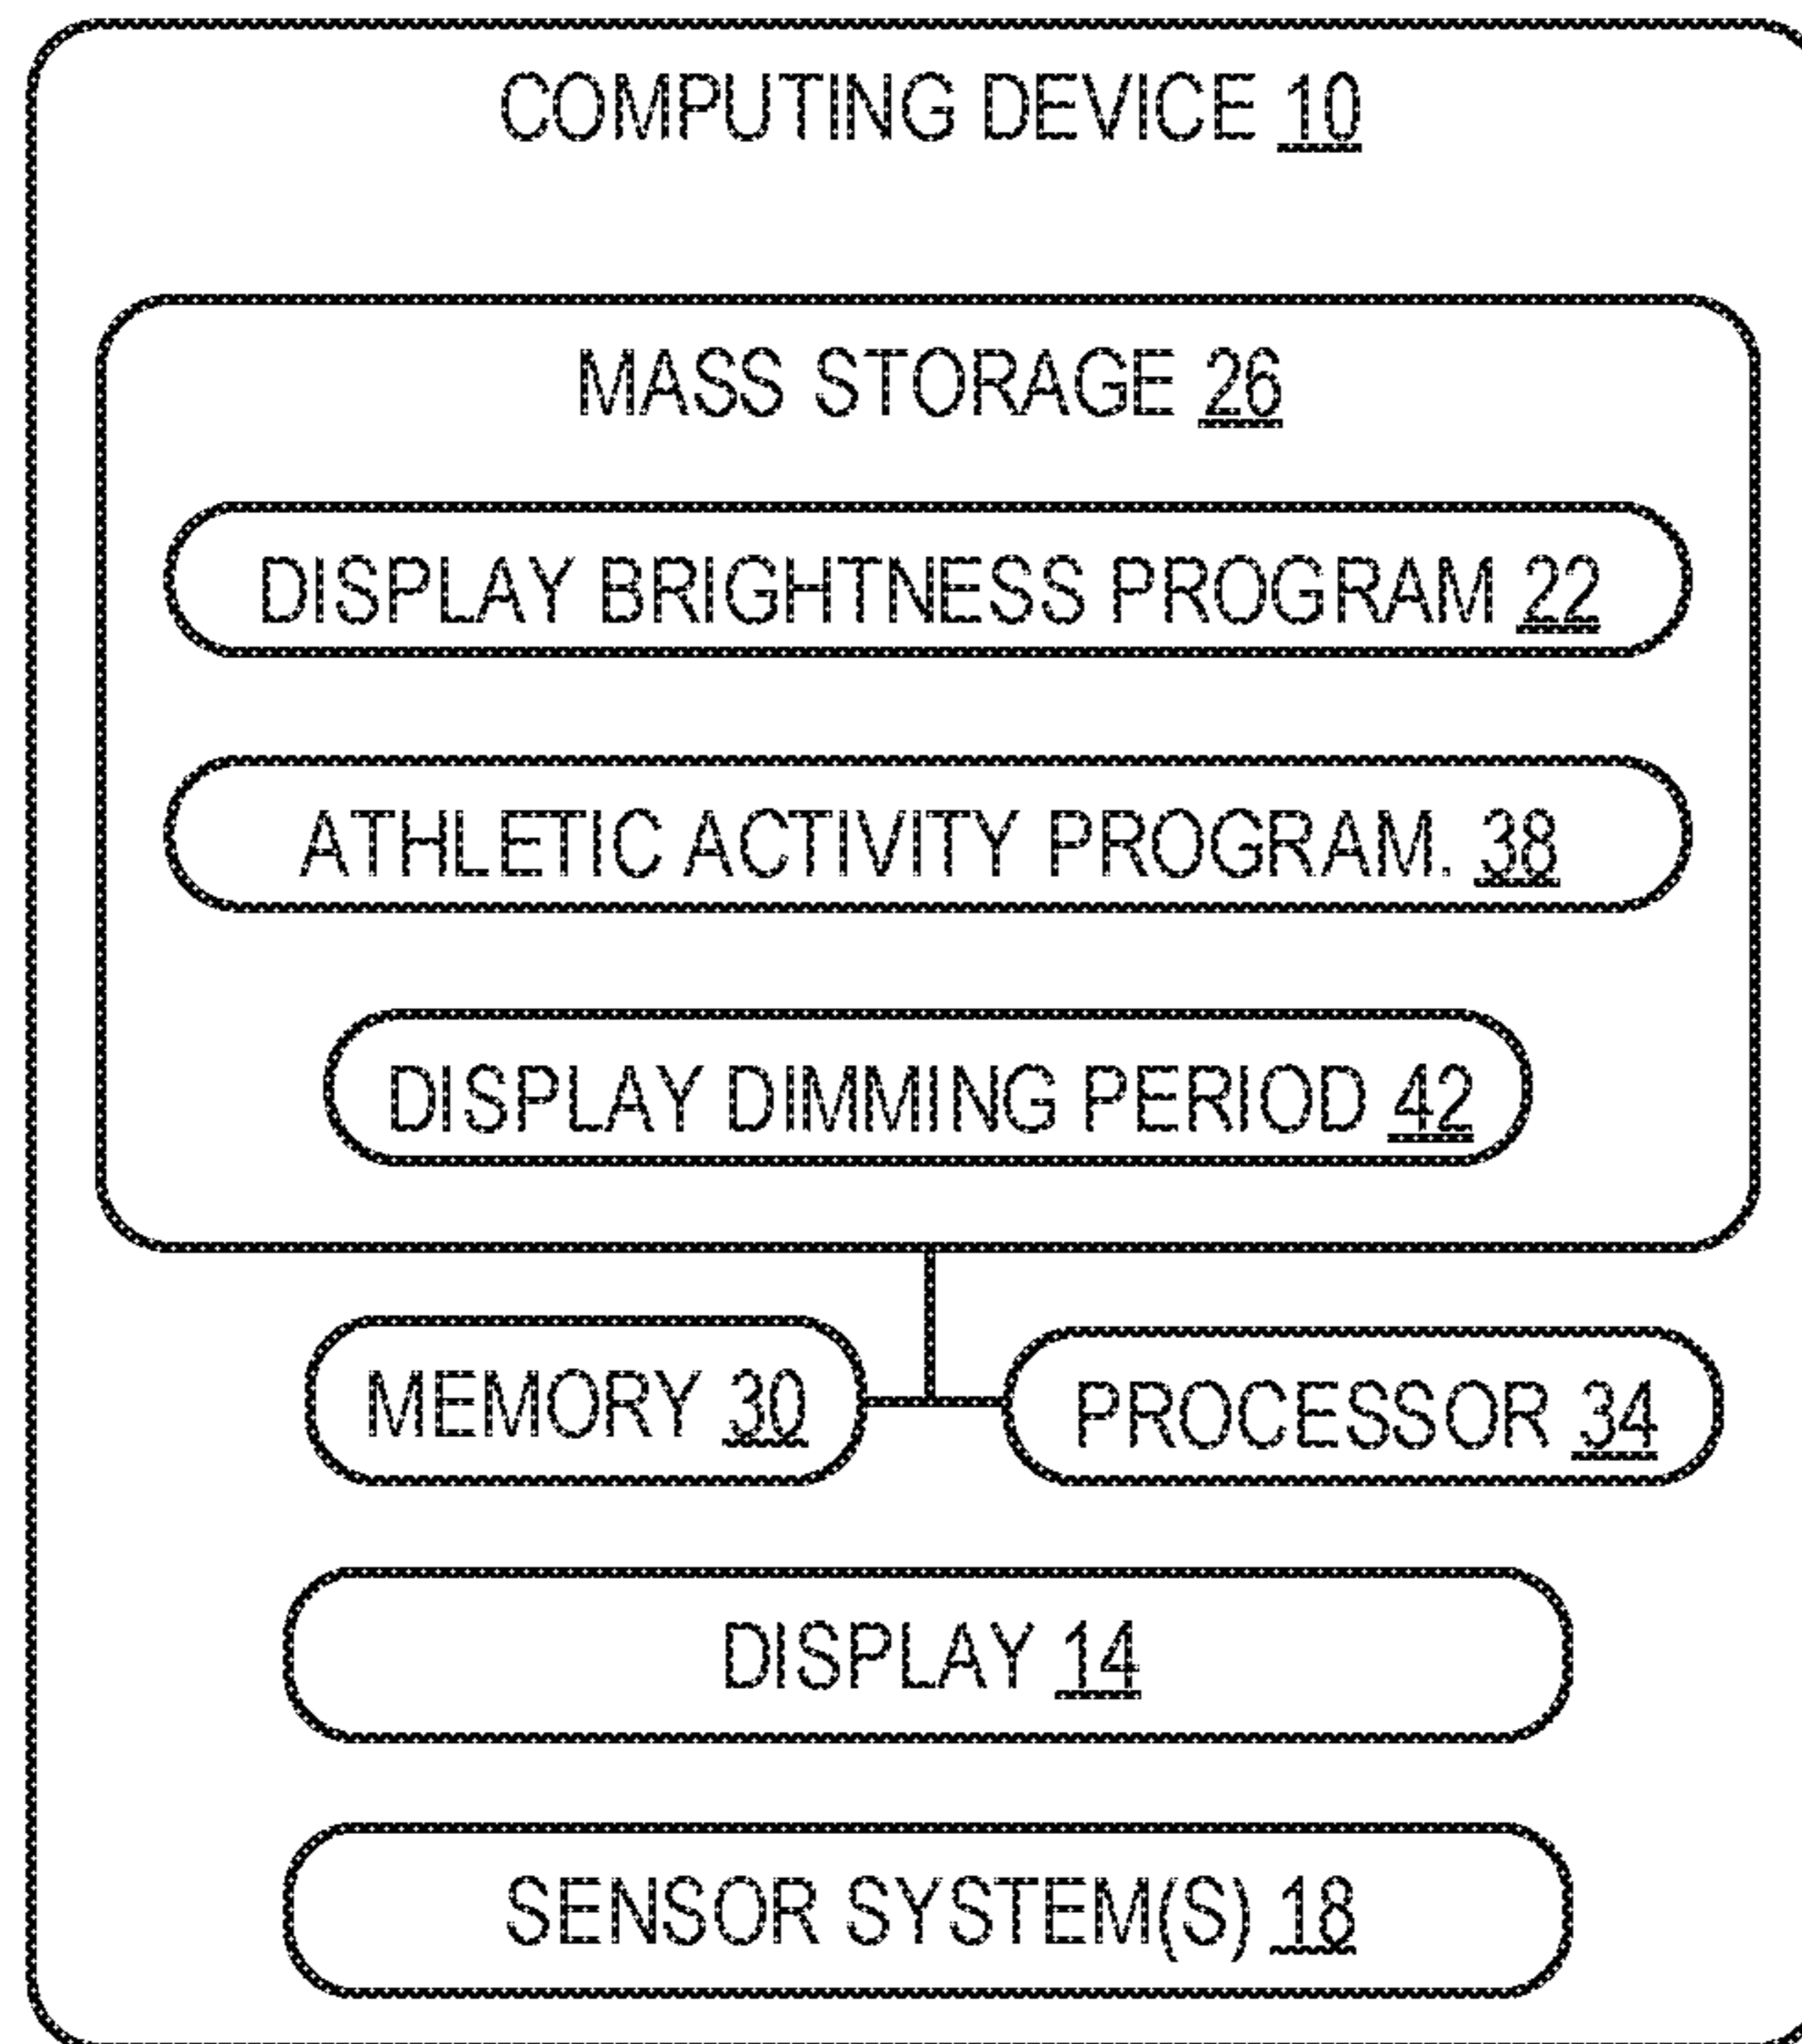 COMPUTING DEVICE 10
MASS STORAGE 26
DISPLAY BRIGHTNESS PROGRAM 22
ATHLETIC ACTIVITY PROGRAM. 38
DISPLAY DIMMING PERIOD 42
MEMORY 30
PROCESSOR 34
DISPLAY 14
SENSOR SYSTEM(S) 18